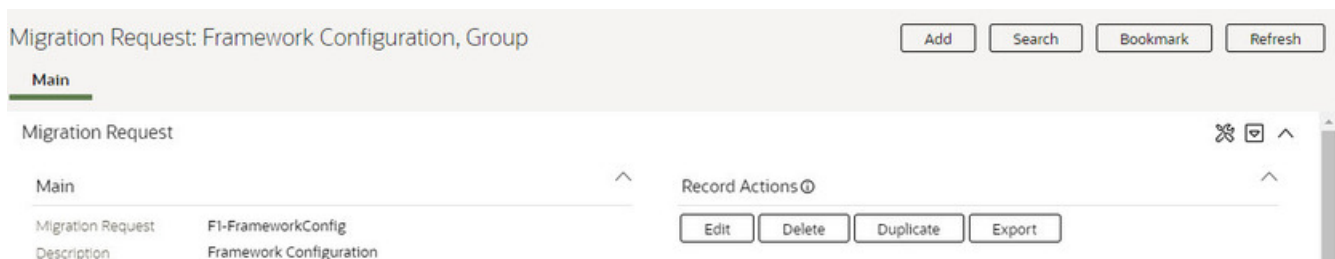 Migration Request: Framework Configuration, Group
Add Search Bookmark Refresh
Main
Migration Request
Main
Migration Request F1-FrameworkConfig
Description Framework Configuration
Record Actions
Edit Delete Duplicate Export